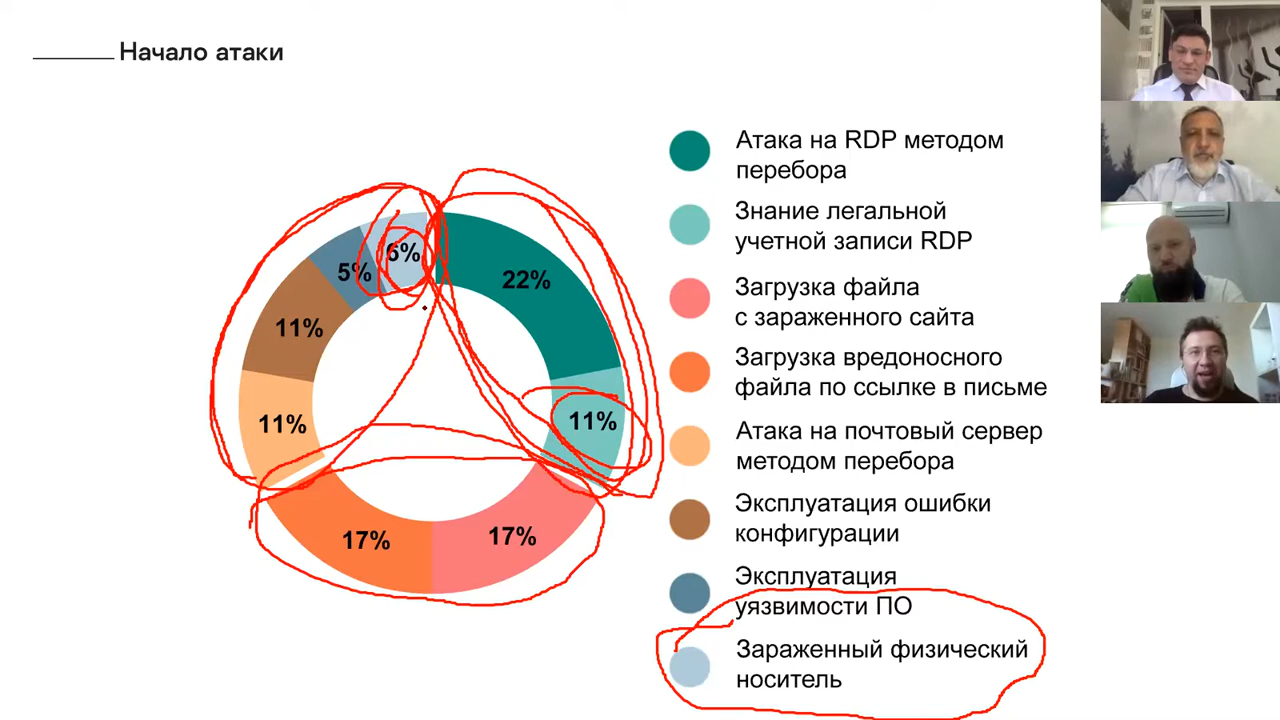 Начало атаки
6%
5%
22%
11%
11%
11%
17%
17%
Атака на RDP методом
перебора
Знание легальной
учетной записи RDP
Загрузка файла
с зараженного сайта
Загрузка вредоносного
файла по ссылке в письме
Атака на почтовый сервер
методом перебора
Эксплуатация ошибки
конфигурации
Эксплуатация
уязвимости ПО
Зараженный физический
носитель